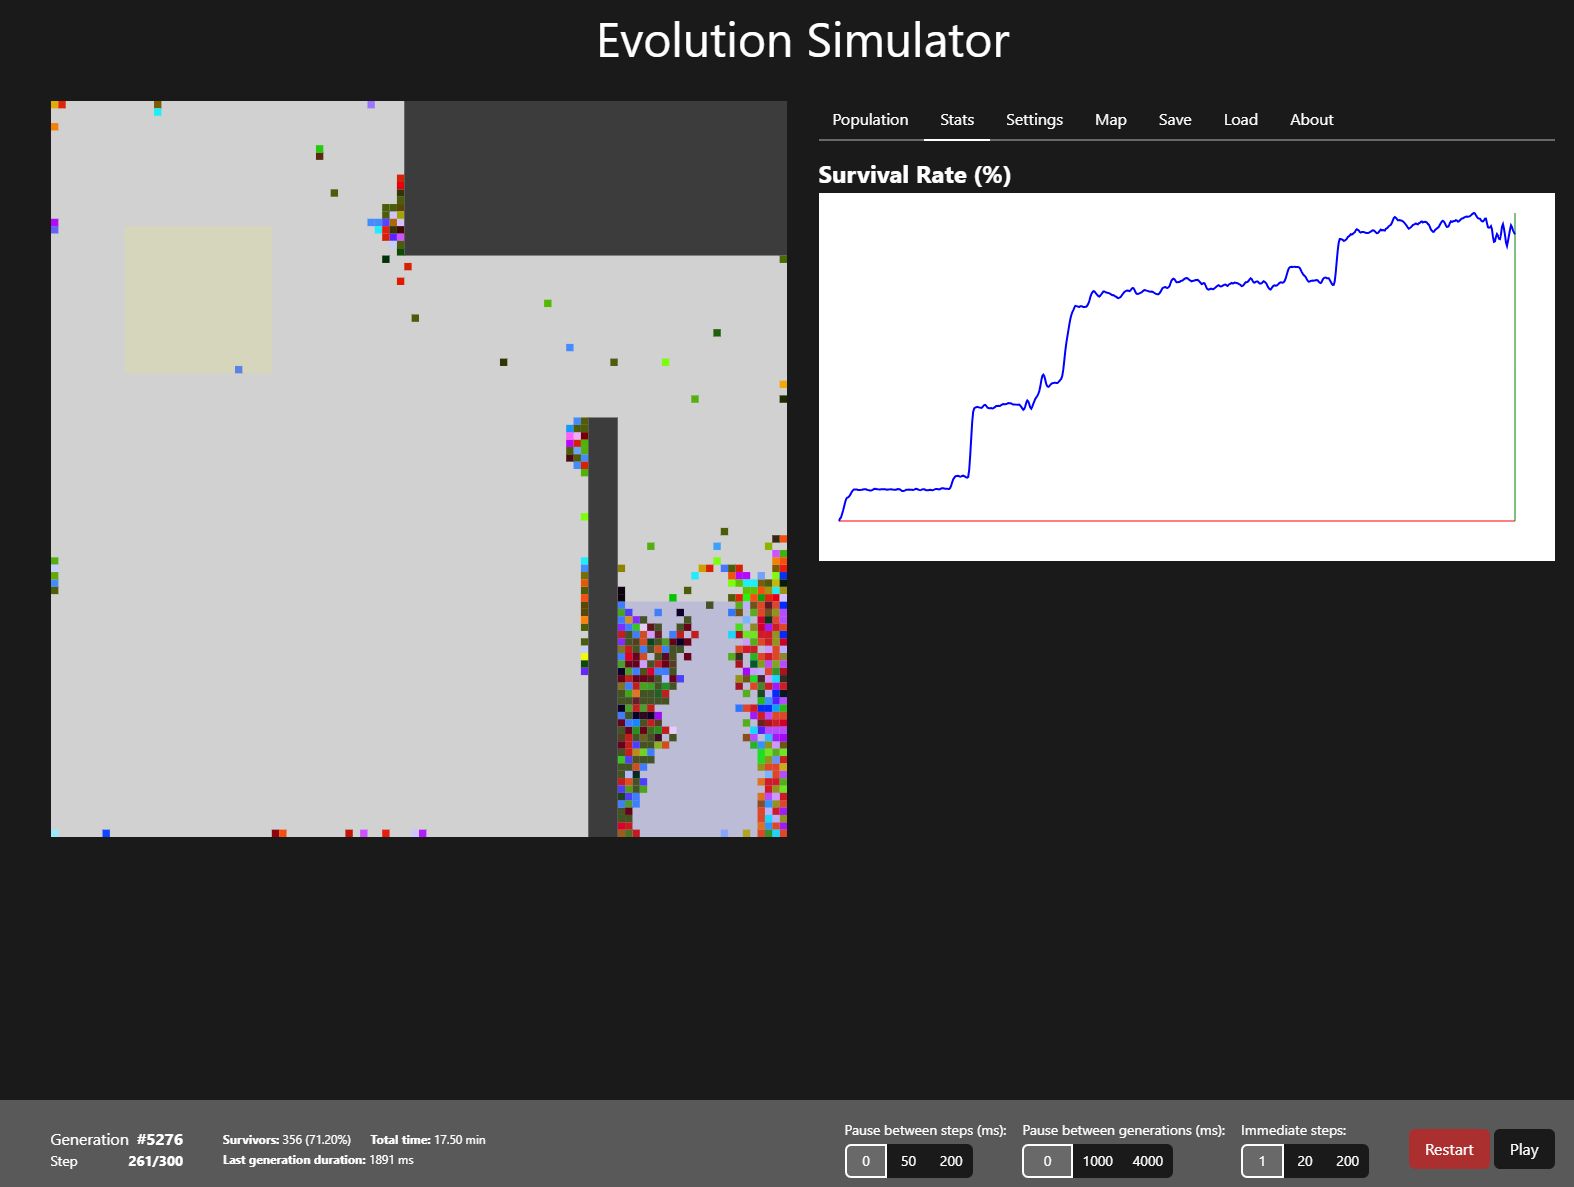 Evolution Simulator
Population Stats Settings Map Save Load About
Survival Rate (%)
Generation #5276
Step 261/300
Survivors: 356 (71.20%) Total time: 17.50 min
Last generation duration: 1891 ms
Pause between steps (ms):
0 50 200
Pause between generations (ms):
0 1000 4000
Immediate steps:
1 20 200
Restart Play